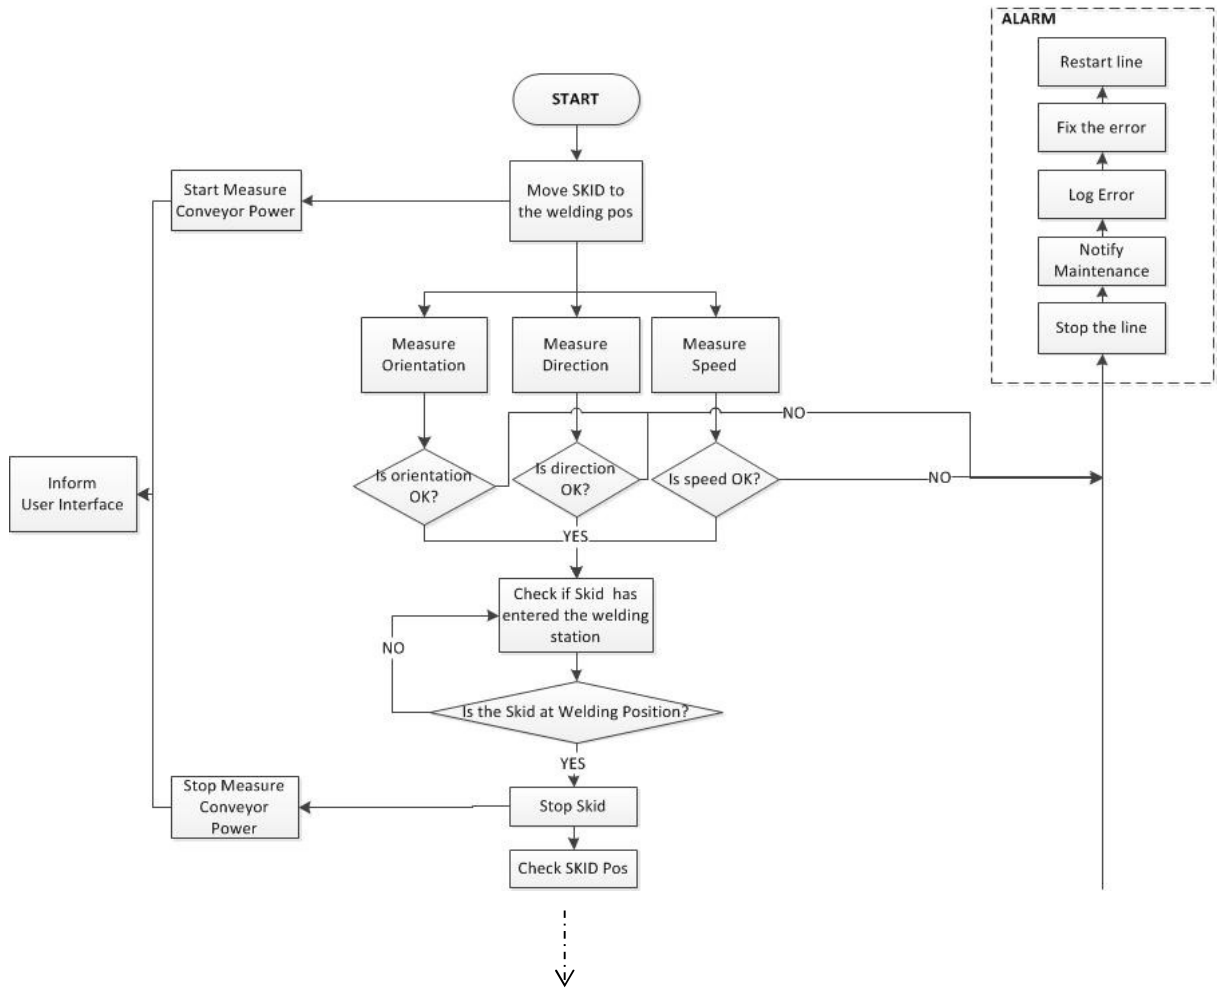 ALARM
Restart line
Fix the error
Log Error
Notify
Maintenance
Stop the line
START
Move SKID to
the welding pos
Start Measure
Conveyor Power
Measure
Orientation
Measure
Direction
Measure
Speed
NO
Is orientation
OK?
Is direction
OK?
Is speed OK?
NO
Inform
User Interface
YES
Check if Skid has
entered the welding
station
NO
Is the Skid at Welding Position?
YES
Stop Measure
Conveyor
Power
Stop Skid
Check SKID Pos